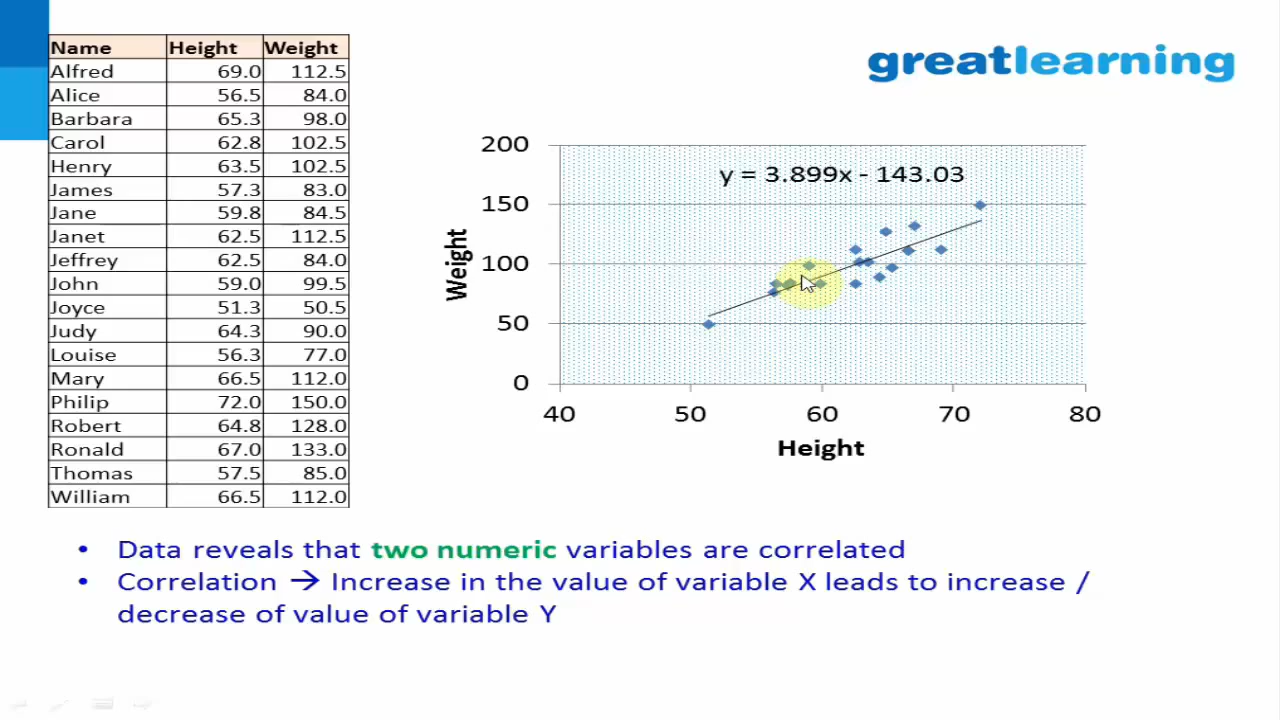 Name Height Weight
Alfred 69.0 112.5
Alice 56.5 84.0
Barbara 65.3 98.0
Carol 62.8 102.5
Henry 63.5 102.5
James 57.3 83.0
Jane 59.8 84.5
Janet 62.5 112.5
Jeffrey 62.5 84.0
John 59.0 99.5
Joyce 51.3 50.5
Judy 64.3 90.0
Louise 56.3 77.0
Mary 66.5 112.0
Philip 72.0 150.0
Robert 64.8 128.0
Ronald 67.0 133.0
Thomas 57.5 85.0
William 66.5 112.0
greatlearning
y = 3.899x - 143.03
Weight
200
150
100
50
0
40 50 60 70 80
Height
• Data reveals that two numeric variables are correlated
• Correlation → Increase in the value of variable X leads to increase /
decrease of value of variable Y